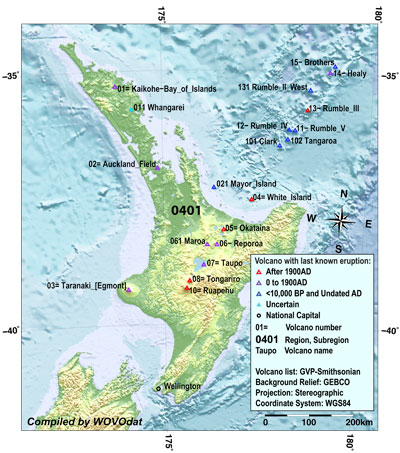 175°
180°
-35°
-35°
15~ Brothers
14~ Healy
131 Rumble_II_West
01= Kaikohe-Bay_of_Islands
011 Whangarei
13~ Rumble_III
12~ Rumble_IV
11~ Rumble_V
101 Clark
102 Tangaroa
02= Auckland_Field
021 Mayor_Island
04= White_Island
0401
N
W
E
S
05= Okataina
061 Maroa
06~ Reporoa
07= Taupo
08= Tongariro
10= Ruapehu
03= Taranaki_[Egmont]
-40°
-40°
Wellington
Volcano with last known eruption:
After 1900AD
0 to 1900AD
<10,000 BP and Undated AD
Uncertain
National Capital
01= Volcano number
0401 Region, Subregion
Taupo Volcano name
Volcano list: GVP-Smithsonian
Background Relief: GEBCO
Projection: Stereographic
Coordinate System: WGS84
0 100 200km
Compiled by WOVOdat
175°
180°